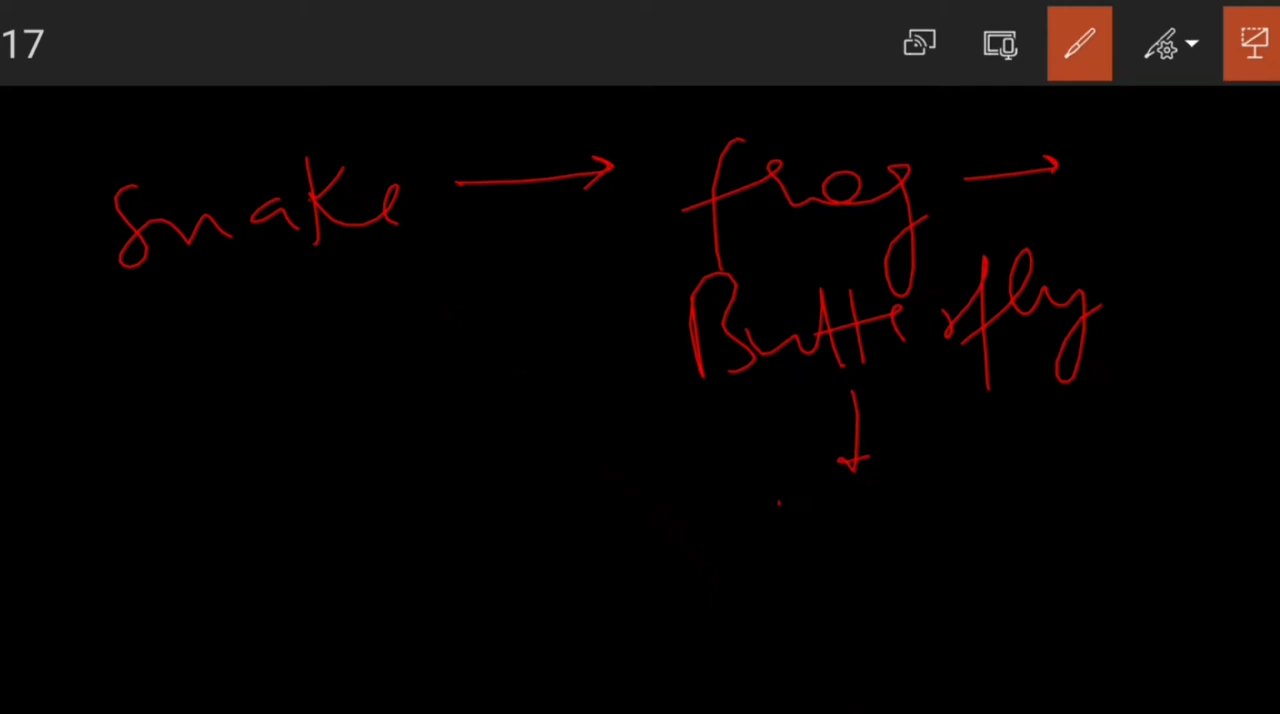 17
Snake → frog →
Butterfly
↓